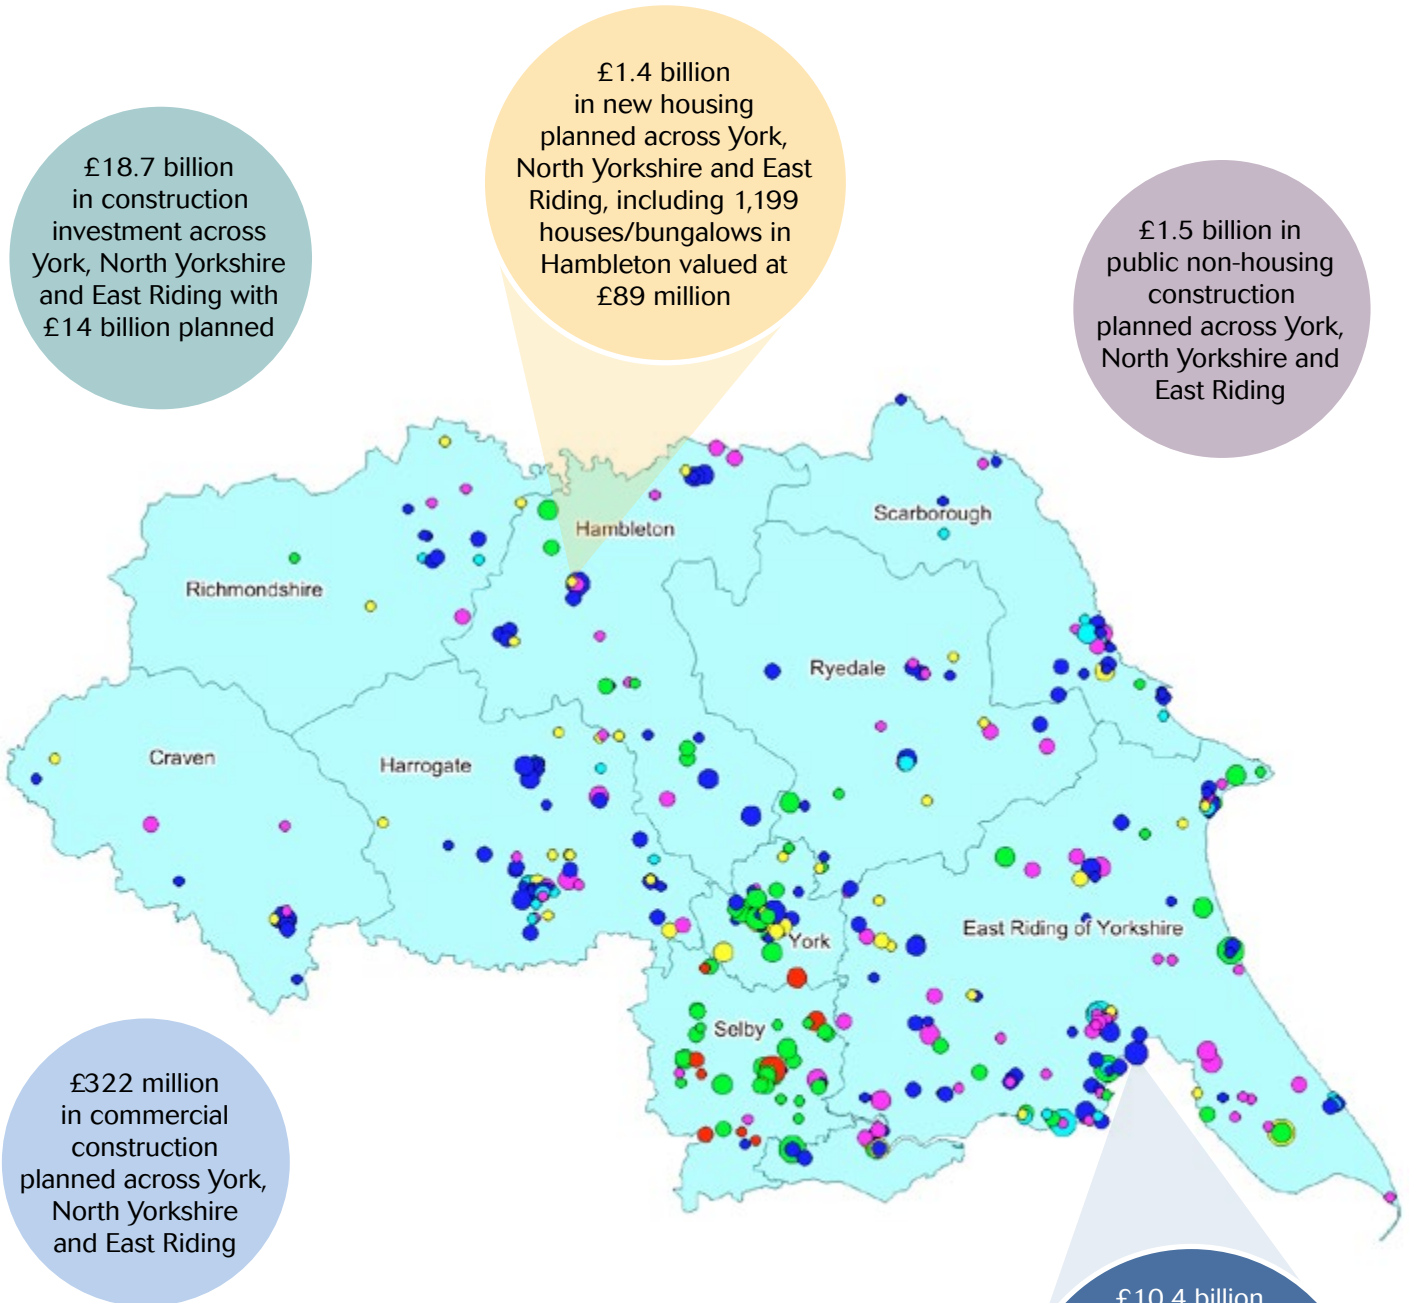 £1.4 billion
in new housing
planned across York,
North Yorkshire and East
Riding, including 1,199
houses/bungalows in
Hambleton valued at
£89 million
£18.7 billion
in construction
investment across
York, North Yorkshire
and East Riding with
£14 billion planned
£1.5 billion in
public non-housing
construction
planned across York,
North Yorkshire and
East Riding
Scarborough
Hambleton
Richmondshire
Ryedale
Craven
Harrogate
East Riding of Yorkshire
York
Selby
£322 million
in commercial
construction
planned across York,
North Yorkshire
and East Riding
£10.4 billion